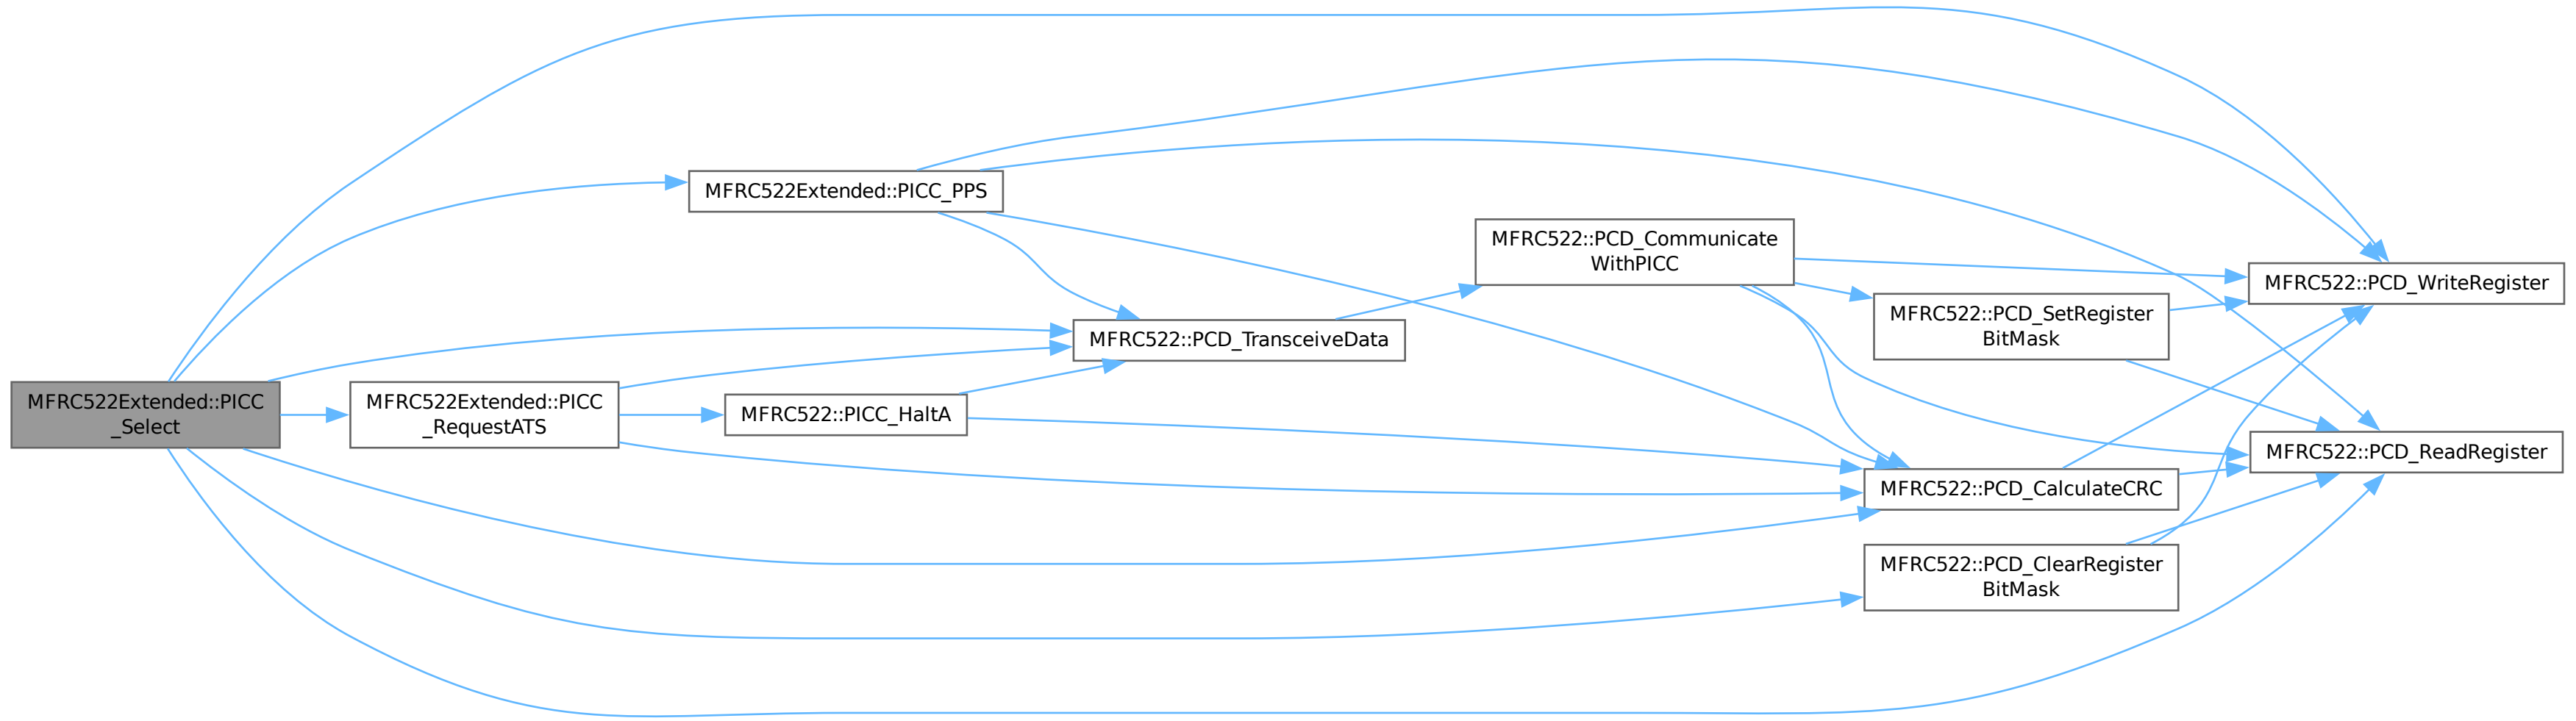 MFRC522Extended::PICC
_Select
MFRC522Extended::PICC_PPS
MFRC522Extended::PICC
_RequestATS
MFRC522::PICC_HaltA
MFRC522::PCD_TransceiveData
MFRC522::PCD_Communicate
WithPICC
MFRC522::PCD_SetRegister
BitMask
MFRC522::PCD_CalculateCRC
MFRC522::PCD_ClearRegister
BitMask
MFRC522::PCD_WriteRegister
MFRC522::PCD_ReadRegister